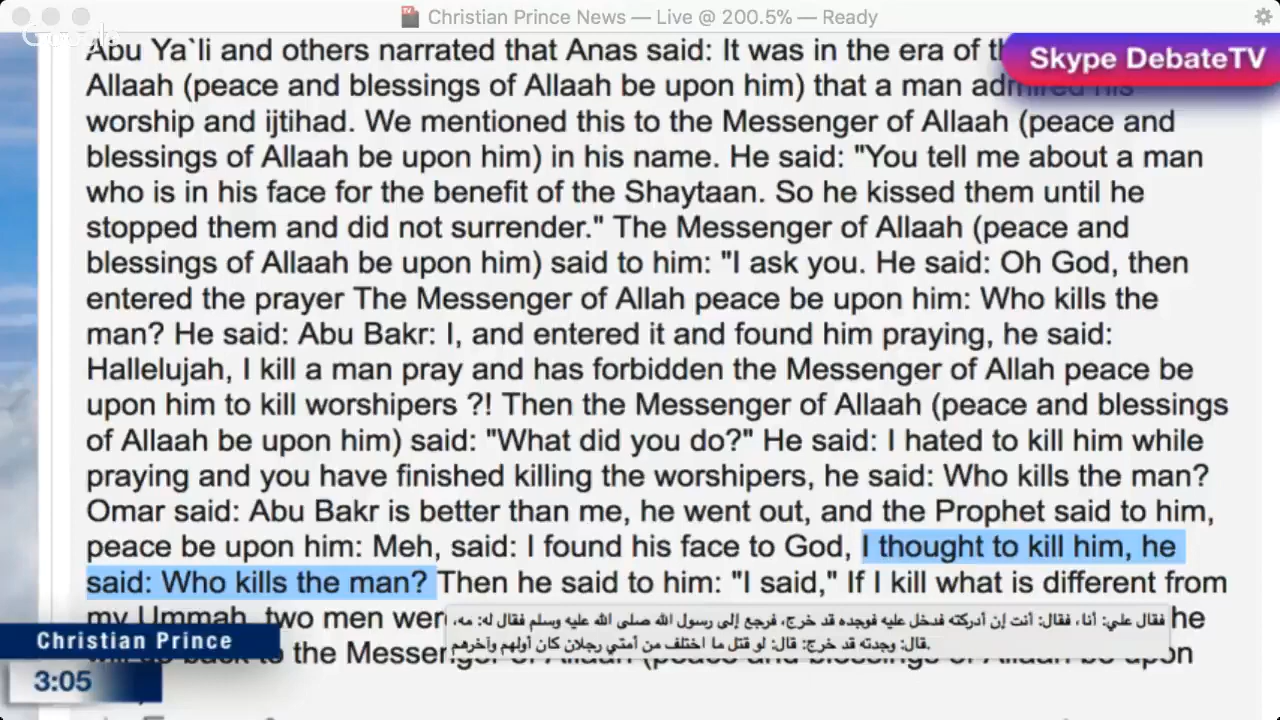 Christian Prince News — Live @ 200.5% — Ready
Abu Ya`li and others narrated that Anas said: It was in the era of
Skype DebateTV
Allaah (peace and blessings of Allaah be upon him) that a man admired his
worship and ijtihad. We mentioned this to the Messenger of Allaah (peace and
blessings of Allaah be upon him) in his name. He said: "You tell me about a man
who is in his face for the benefit of the Shaytaan. So he kissed them until he
stopped them and did not surrender." The Messenger of Allaah (peace and
blessings of Allaah be upon him) said to him: "I ask you. He said: Oh God, then
entered the prayer The Messenger of Allah peace be upon him: Who kills the
man? He said: Abu Bakr: I, and entered it and found him praying, he said:
Hallelujah, I kill a man pray and has forbidden the Messenger of Allah peace be
upon him to kill worshipers ?! Then the Messenger of Allaah (peace and blessings
of Allaah be upon him) said: "What did you do?" He said: I hated to kill him while
praying and you have finished killing the worshipers, he said: Who kills the man?
Omar said: Abu Bakr is better than me, he went out, and the Prophet said to him,
peace be upon him: Meh, said: I found his face to God, I thought to kill him, he
said: Who kills the man? Then he said to him: "I said," If I kill what is different from
my Ummah, two men were he
فقال علي: أنا، فقال: أنت إن أدركته فدخل عليه فوجده قد خرج، فرجع إلى رسول الله صلى الله عليه وسلم فقال له: مه،
قال: وجدته قد خرج: قال: لو قتل ما اختلف من أمتي رجلان كان أولهم وآخرهم.
Christian Prince
back to the Messenger of Allaah (peace and blessings of Allaah be upon
3:05